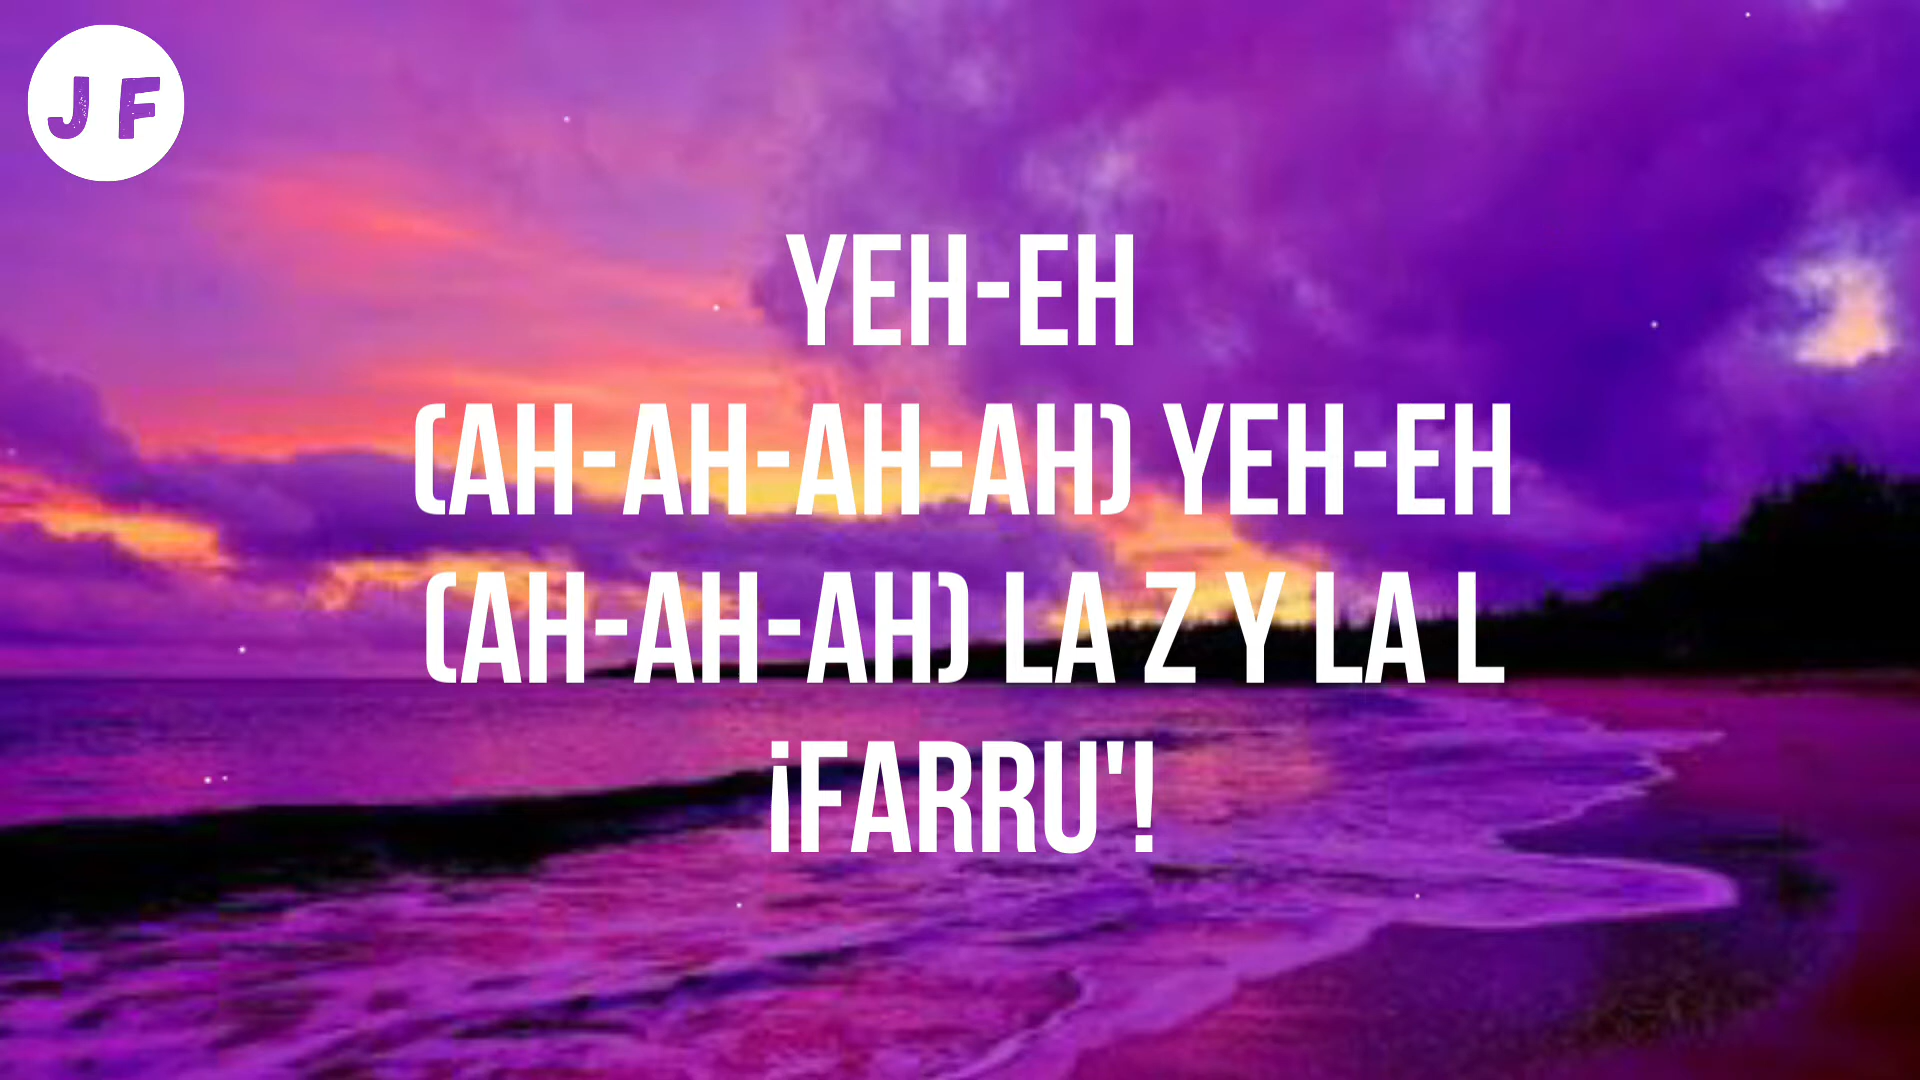 JF
YEH-EH
(AH-AH-AH-AH) YEH-EH
(AH-AH-AH) LA Z Y LA L
¡FARRU'!